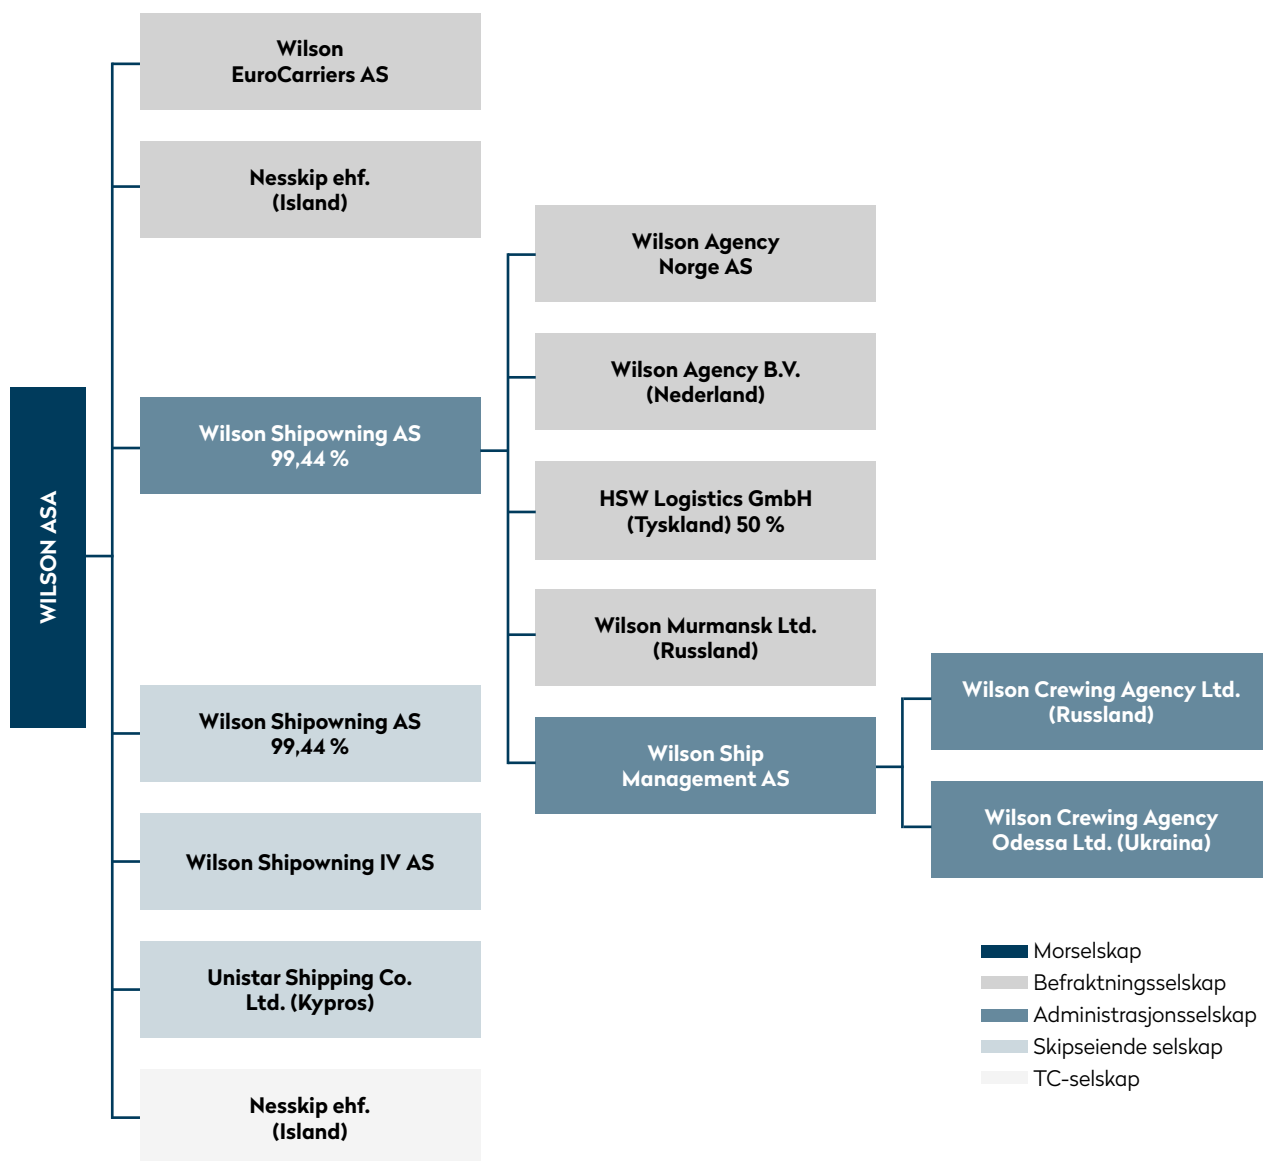 WILSON ASA
Wilson
EuroCarriers AS
Nesskip ehf.
(Island)
Wilson Shipowning AS
99,44 %
Wilson Shipowning AS
99,44 %
Wilson Shipowning IV AS
Unistar Shipping Co.
Ltd. (Kypros)
Nesskip ehf.
(Island)
Wilson Agency
Norge AS
Wilson Agency B.V.
(Nederland)
HSW Logistics GmbH
(Tyskland) 50 %
Wilson Murmansk Ltd.
(Russland)
Wilson Ship
Management AS
Wilson Crewing Agency Ltd.
(Russland)
Wilson Crewing Agency
Odessa Ltd. (Ukraina)
Morselskap
Befraktningsselskap
Administrasjonsselskap
Skipseiende selskap
TC-selskap